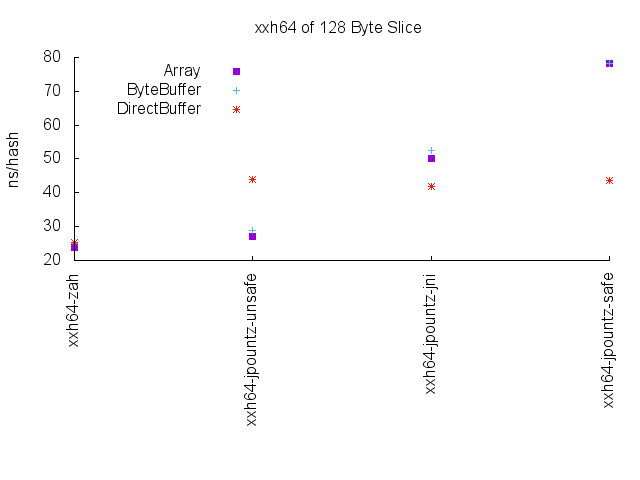 xxh64 of 128 Byte Slice
80
70
60
50
40
30
20
ns/hash
Array
ByteBuffer
DirectBuffer
xxh64-zah
xxh64-jpountz-unsafe
xxh64-jpountz-jni
xxh64-jpountz-safe